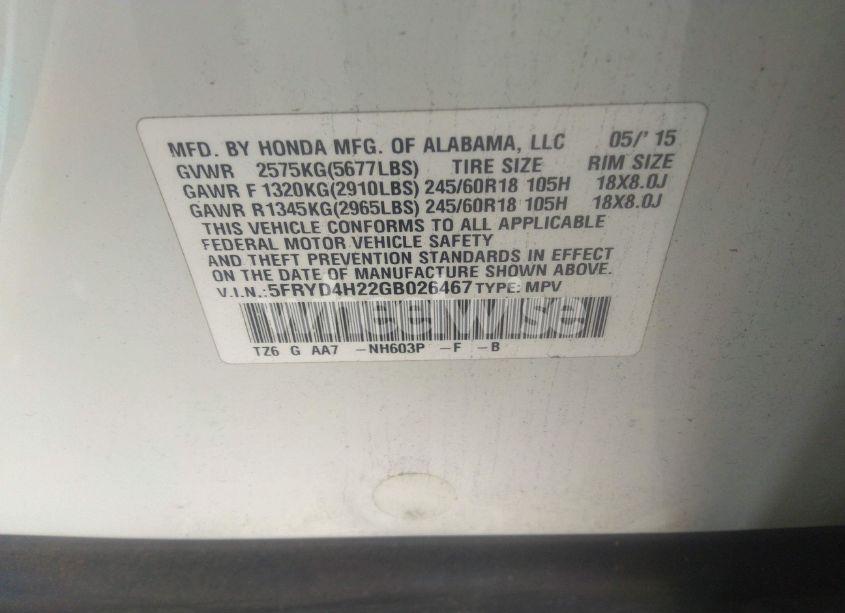 MFD. BY HONDA MFG. OF ALABAMA, LLC 05/' 15
GVWR 2575KG(5677LBS) TIRE SIZE RIM SIZE
GAWR F 1320KG(2910LBS) 245/60R18 105H 18X8.0J
GAWR R1345KG(2965LBS) 245/60R18 105H 18X8.0J
THIS VEHICLE CONFORMS TO ALL APPLICABLE
FEDERAL MOTOR VEHICLE SAFETY
AND THEFT PREVENTION STANDARDS IN EFFECT
ON THE DATE OF MANUFACTURE SHOWN ABOVE.
V.I.N.:5FRYD4H22GB026467 TYPE: MPV
TZ6 G AA7 -NH603P -F -B